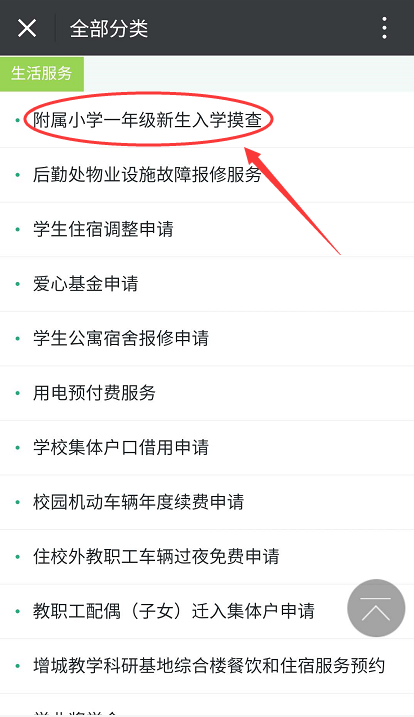 全部分类
生活服务
附属小学一年级新生入学摸查
后勤处物业设施故障报修服务
学生住宿调整申请
爱心基金申请
学生公寓宿舍报修申请
用电预付费服务
学校集体户口借用申请
校园机动车辆年度续费申请
住校外教职工车辆过夜免费申请
教职工配偶（子女）迁入集体户申请
增城教学科研基地综合楼餐饮和住宿服务预约